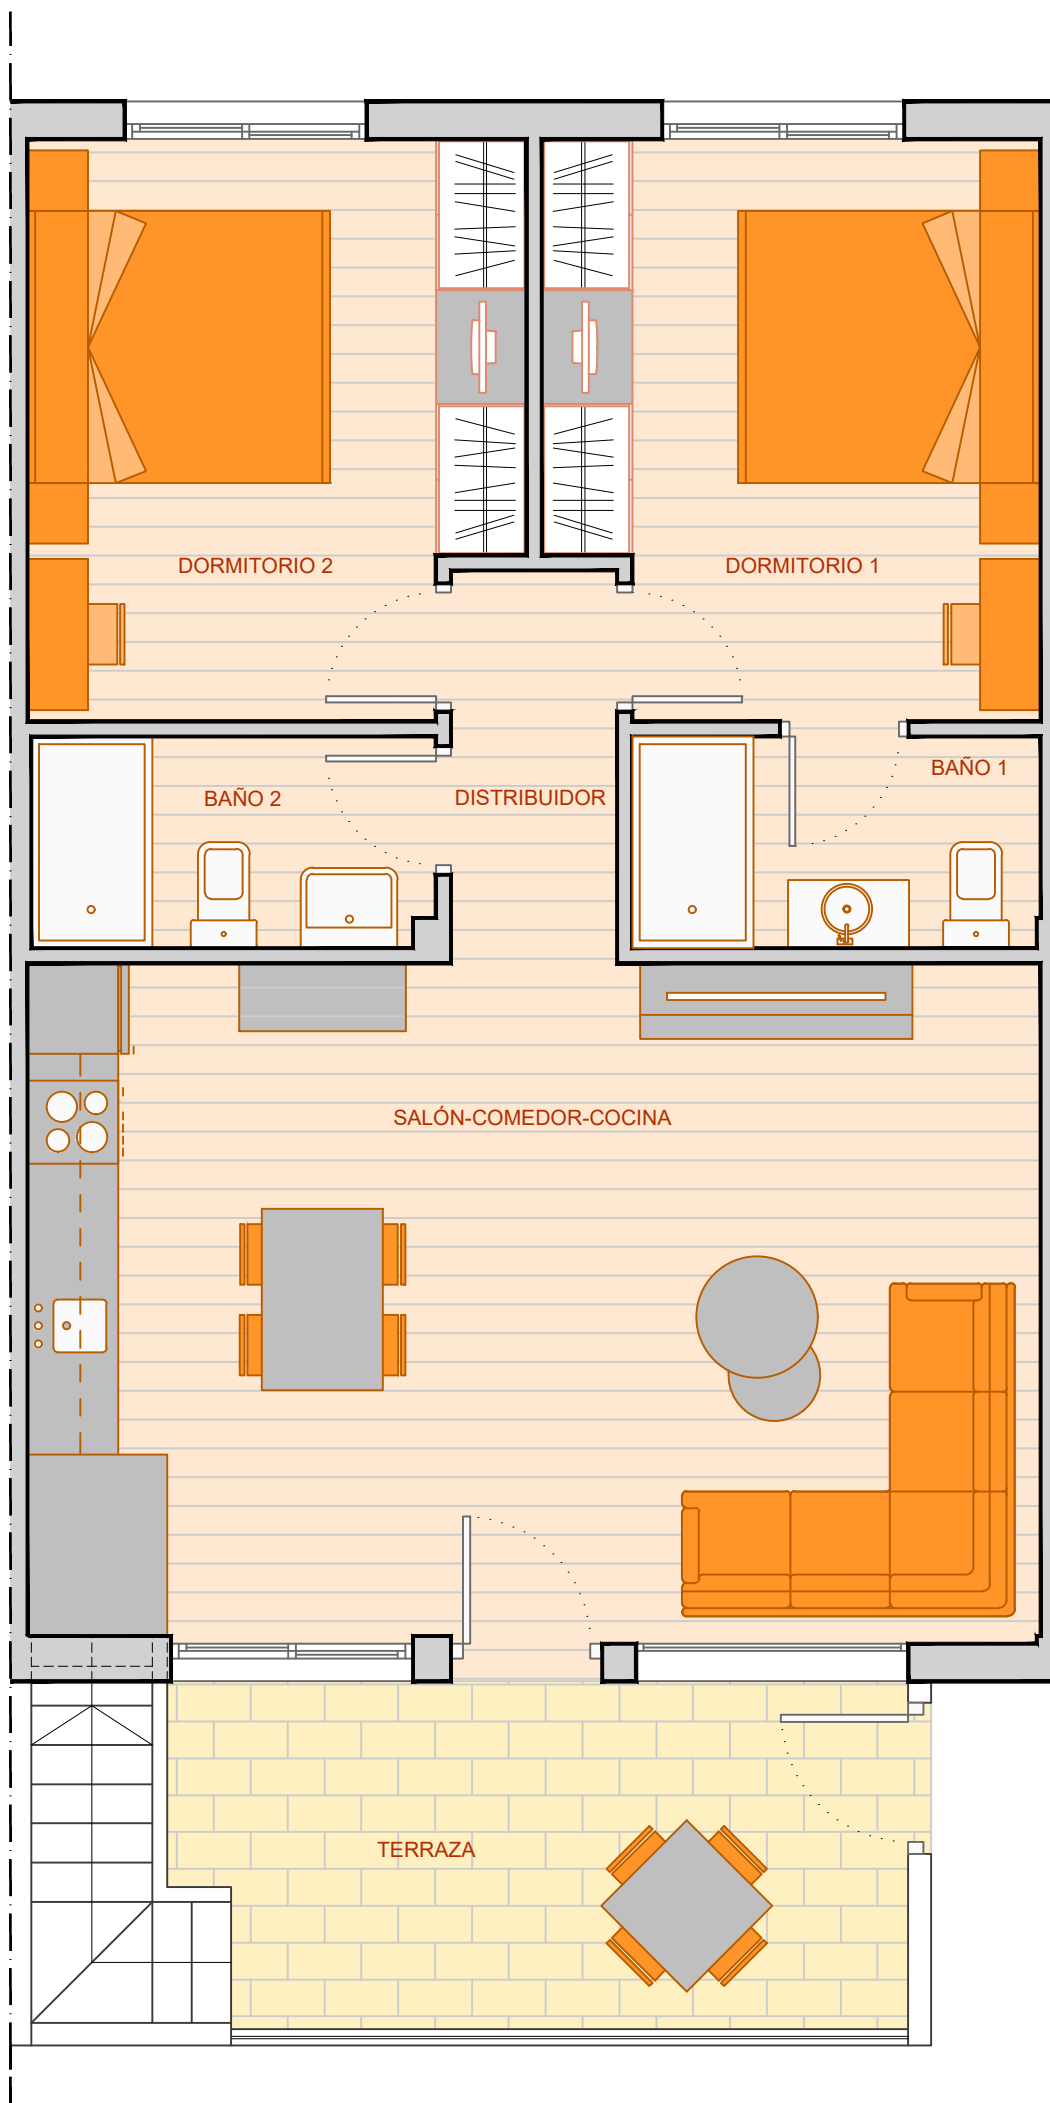 DORMITORIO 2
DORMITORIO 1
BAÑO 2
DISTRIBUIDOR
BAÑO 1
SALÓN-COMEDOR-COCINA
TERRAZA